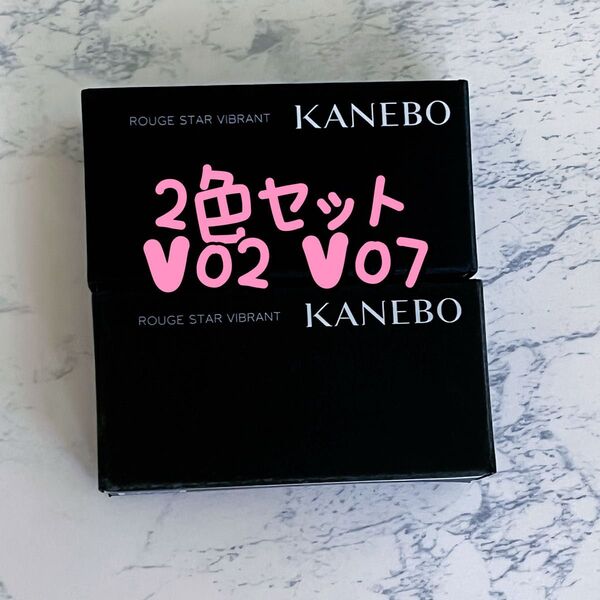 ROUGE STAR VIBRANT KANEBO
2色セット
V02 V07
ROUGE STAR VIBRANT KANEBO